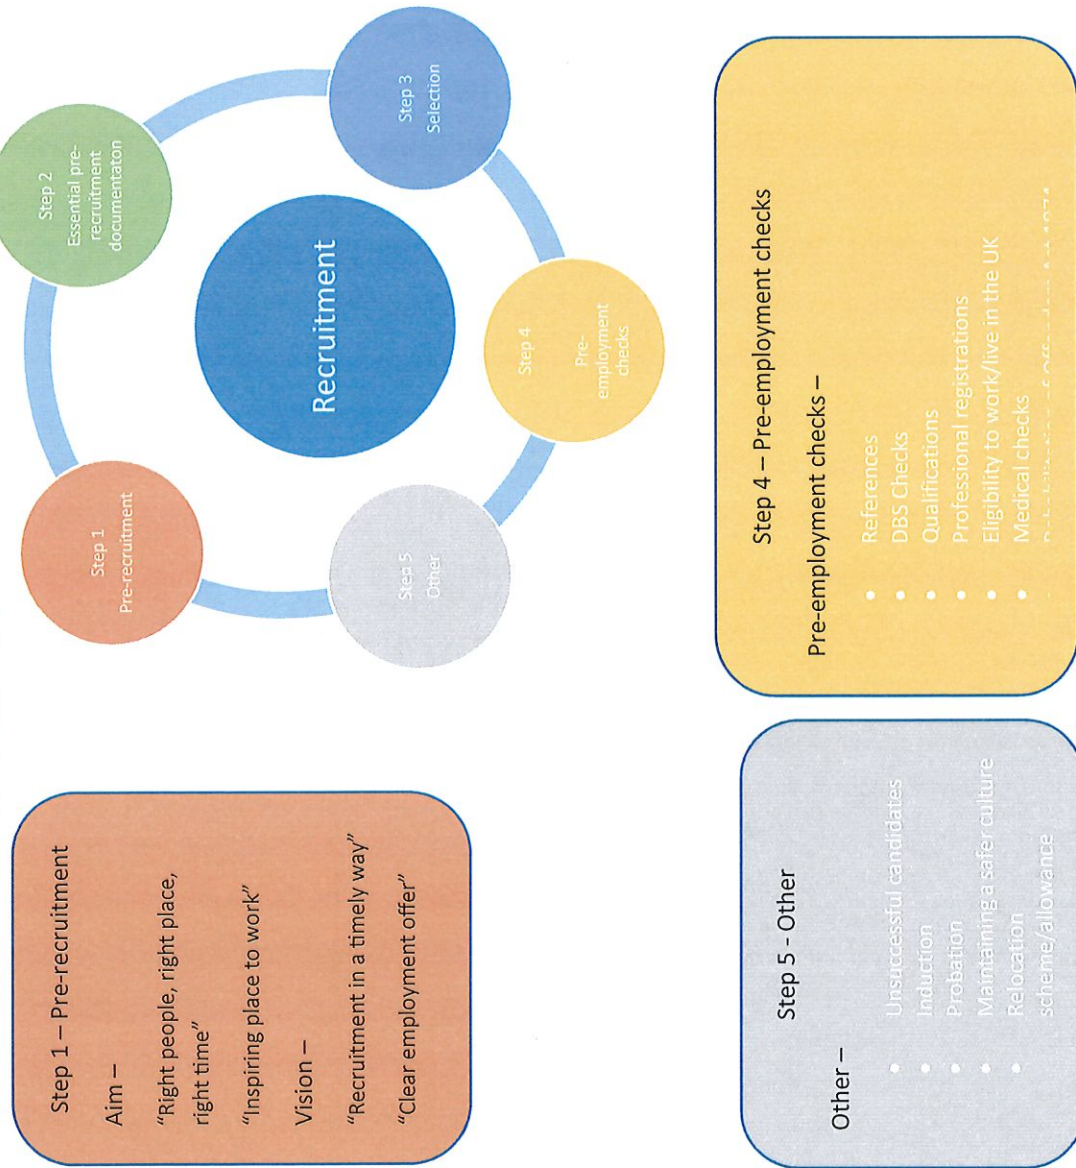 Step 1 – Pre-recruitment
Aim –
“Right people, right place,
right time”
“Inspiring place to work”
Vision –
“Recruitment in a timely way”
“Clear employment offer”
Step 1
Pre-recruitment
Step 2
Essential pre-
recruitment
documentaton
Recruitment
Step 3
Selection
Step 4
Pre-
employment
checks
Step 5
Other
Step 5 - Other
Other –
• Unsuccessful candidates
• Induction
• Probation
• Maintaining a safer culture
• Relocation
scheme/allowance
Step 4 – Pre-employment checks
Pre-employment checks –
• References
• DBS Checks
• Qualifications
• Professional registrations
• Eligibility to work/live in the UK
• Medical checks